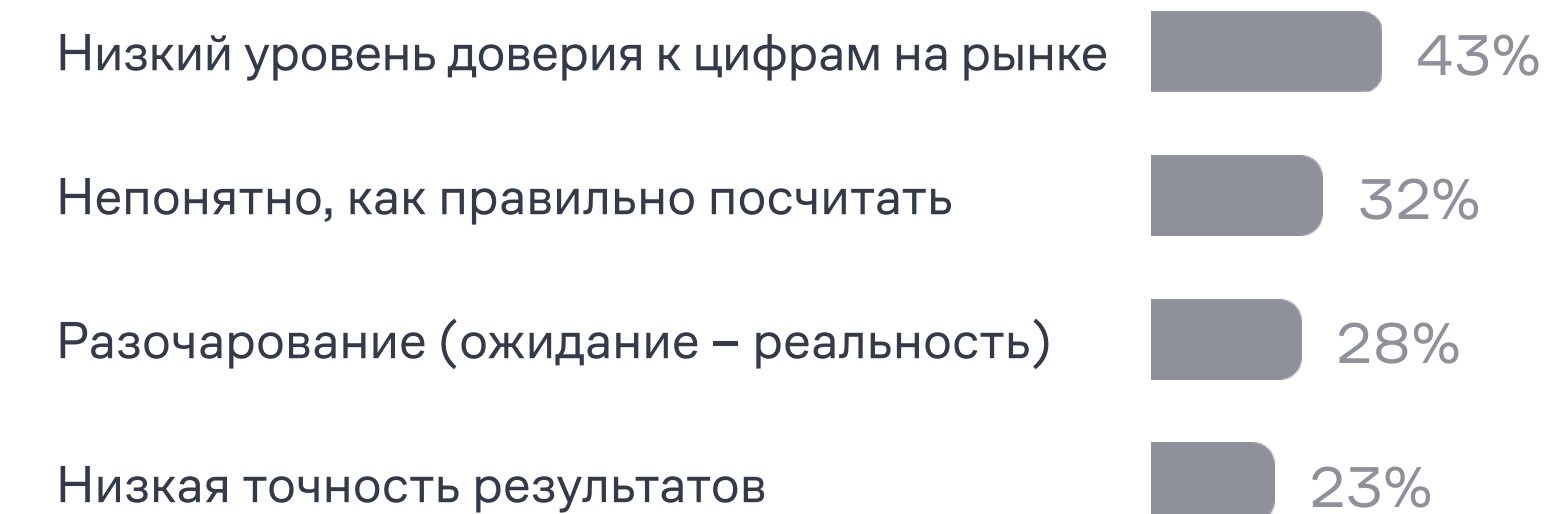 Низкий уровень доверия к цифрам на рынке 43%
Непонятно, как правильно посчитать 32%
Разочарование (ожидание – реальность) 28%
Низкая точность результатов 23%